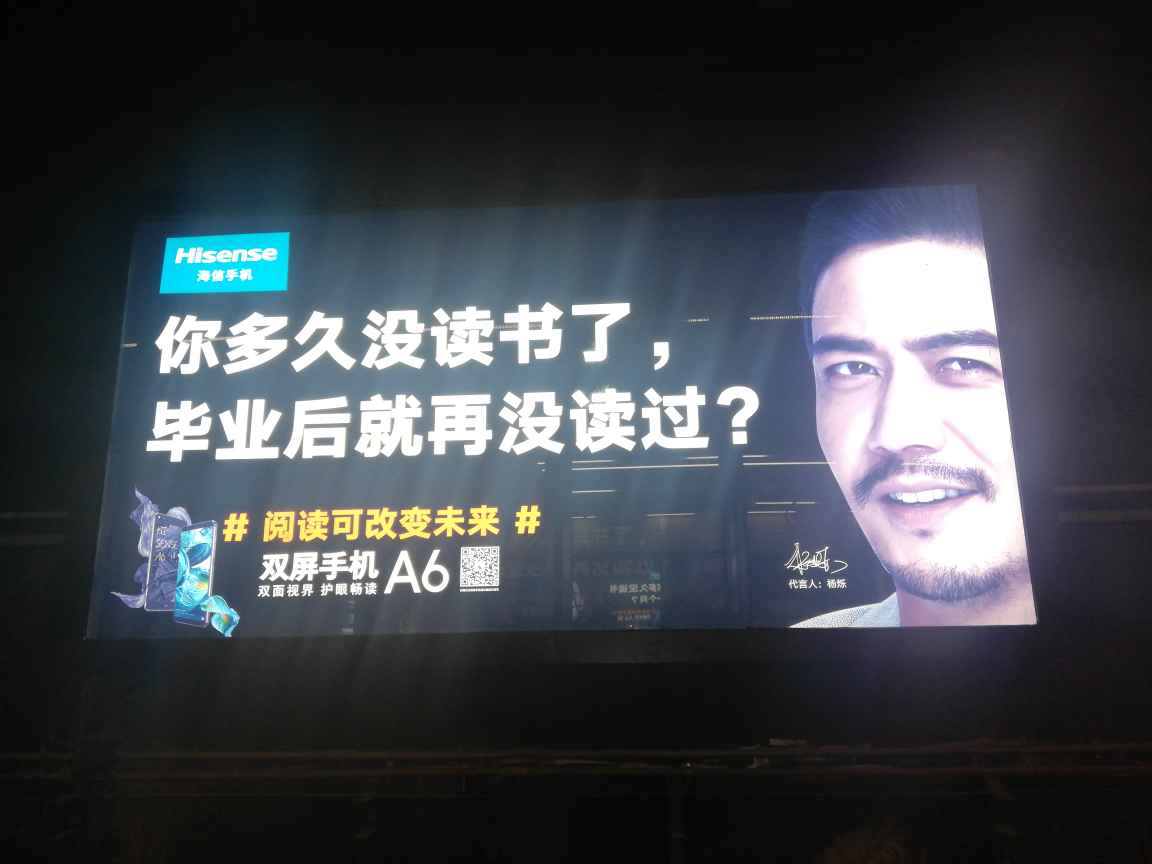 Hisense
海信手机
你多久没读书了，
毕业后就再没读过？
# 阅读可改变未来 #
双屏手机 A6
双面视界 护眼畅读
代言人：杨烁